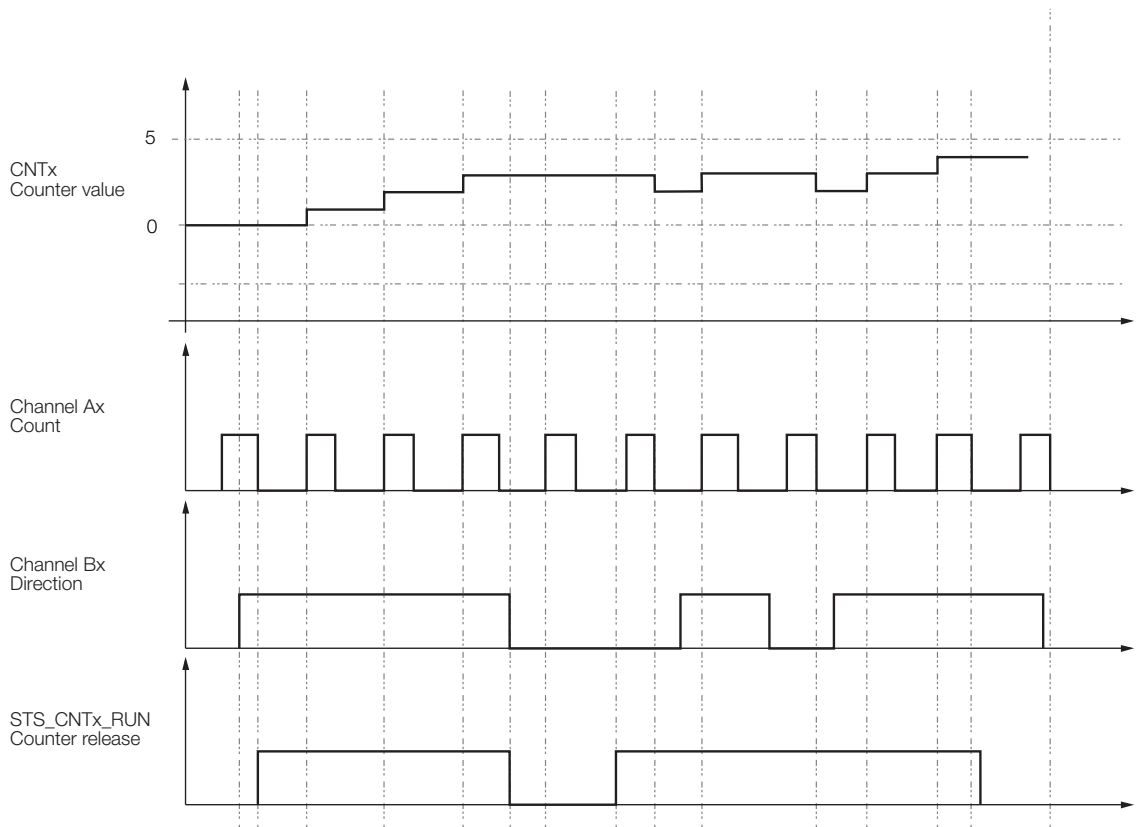 5
CNTx
Counter value
0
Channel Ax
Count
Channel Bx
Direction
STS_CNTx_RUN
Counter release